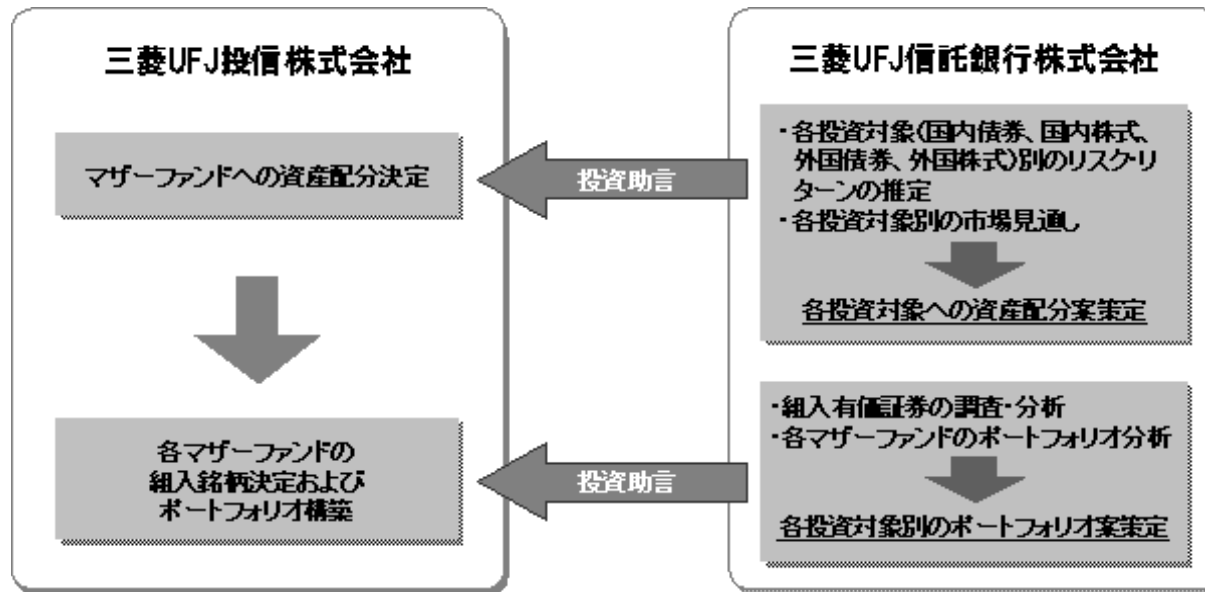 三菱UFJ投信株式会社
マザーファンドへの資産配分決定
各マザーファンドの
組入銘柄決定および
ポートフォリオ構築
投資助言
投資助言
三菱UFJ信託銀行株式会社
・各投資対象(国内債券、国内株式、
外国債券、外国株式)別のリスク・リ
ターンの推定
・各投資対象別の市場見通し
各投資対象への資産配分案策定
・組入有価証券の調査・分析
・各マザーファンドのポートフォリオ分析
各投資対象別のポートフォリオ案策定